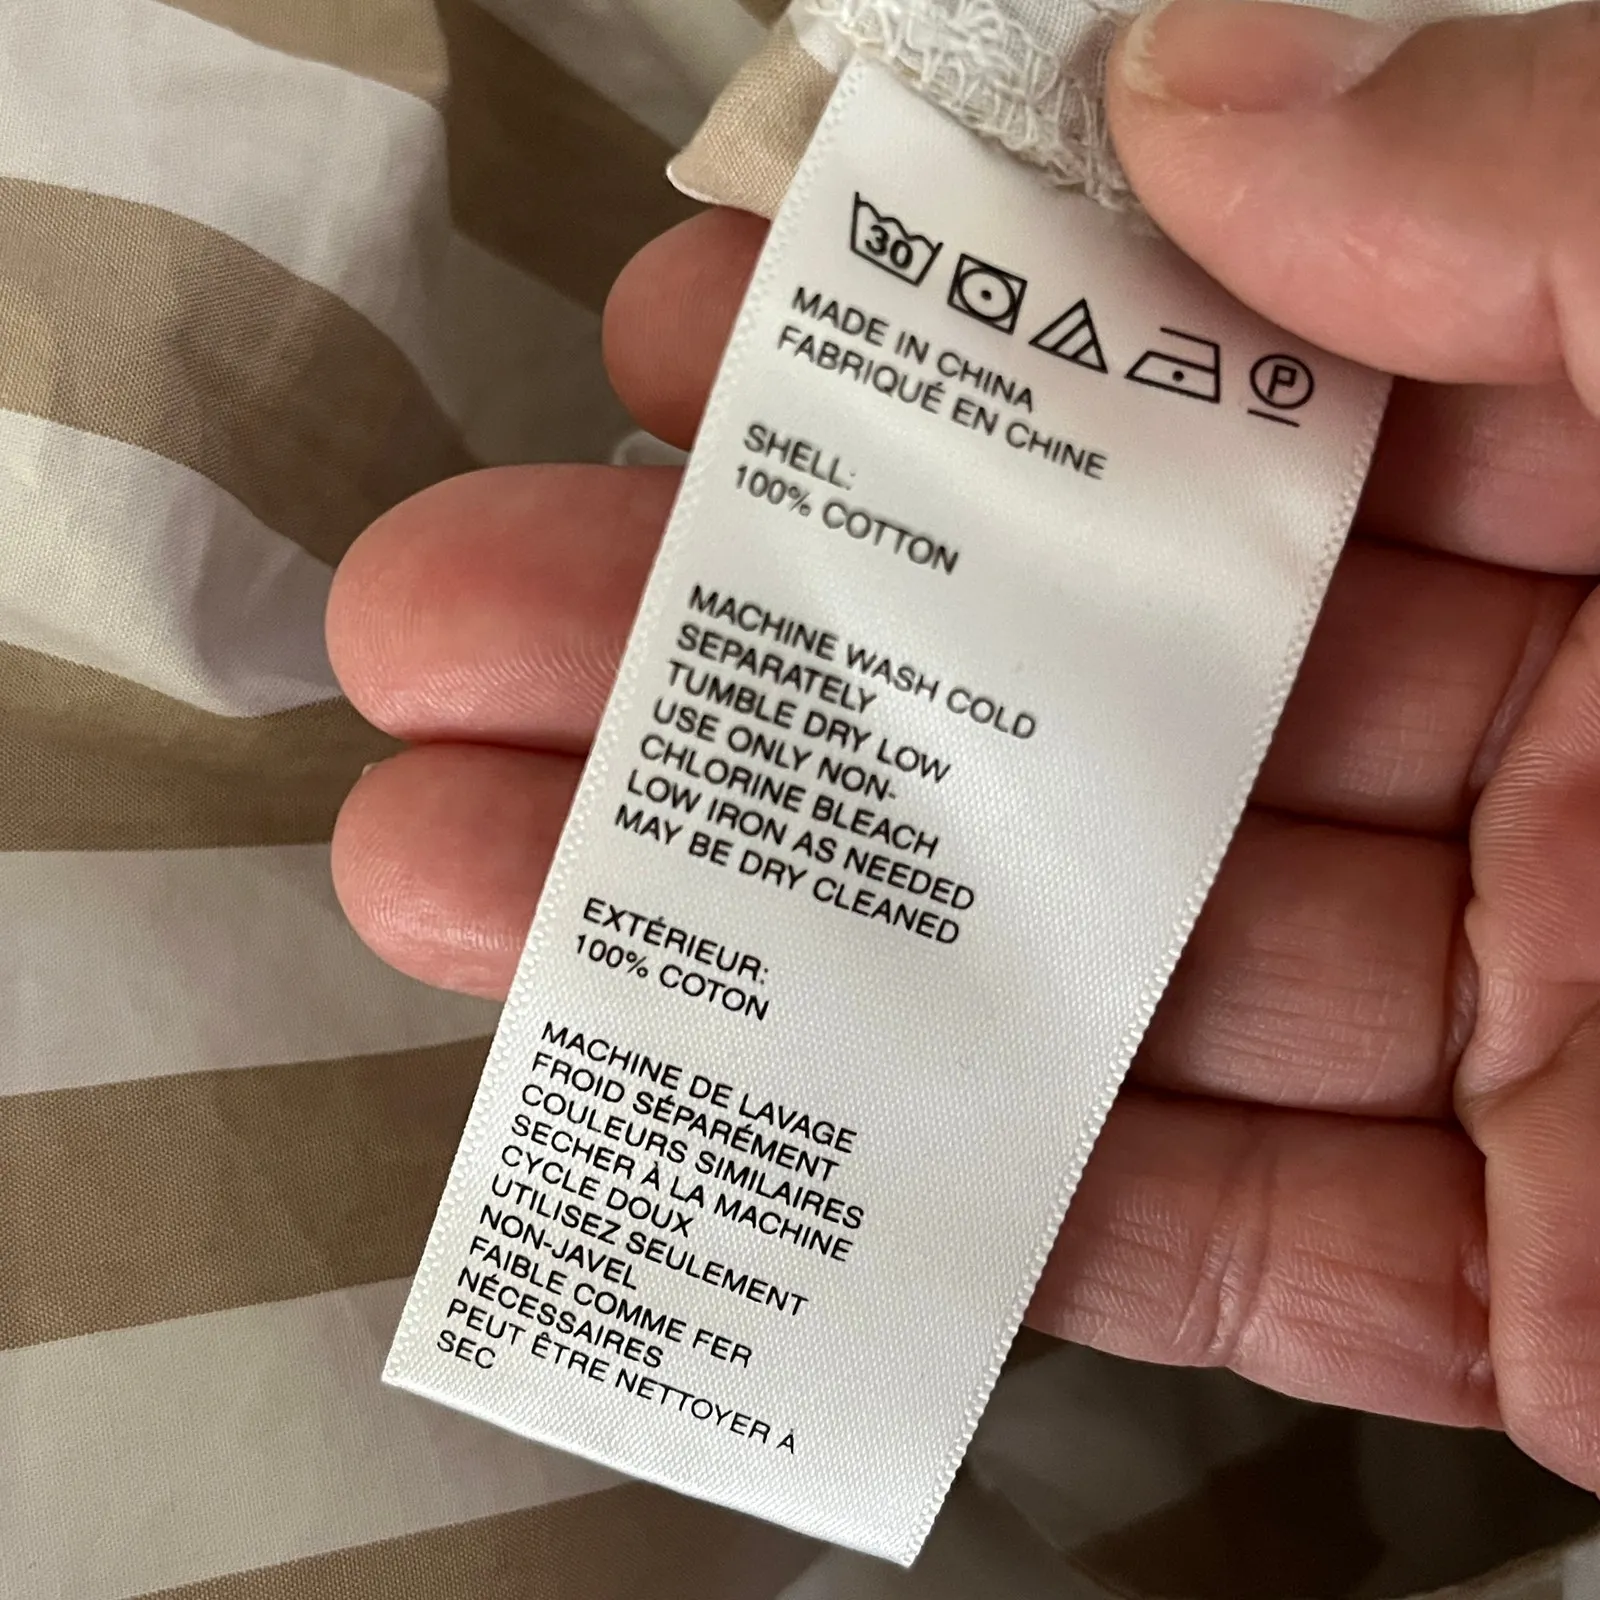 30
P
MADE IN CHINA
FABRIQUÉ EN CHINE
SHELL:
100% COTTON
MACHINE WASH COLD
SEPARATELY
TUMBLE DRY LOW
USE ONLY NON-
CHLORINE BLEACH
LOW IRON AS NEEDED
MAY BE DRY CLEANED
EXTÉRIEUR:
100% COTON
MACHINE DE LAVAGE
FROID SÉPARÉMENT
COULEURS SIMILAIRES
SECHER À LA MACHINE
CYCLE DOUX
UTILISEZ SEULEMENT
NON-JAVEL
FAIBLE COMME FER
NÉCESSAIRES
PEUT ÊTRE NETTOYER À
SEC